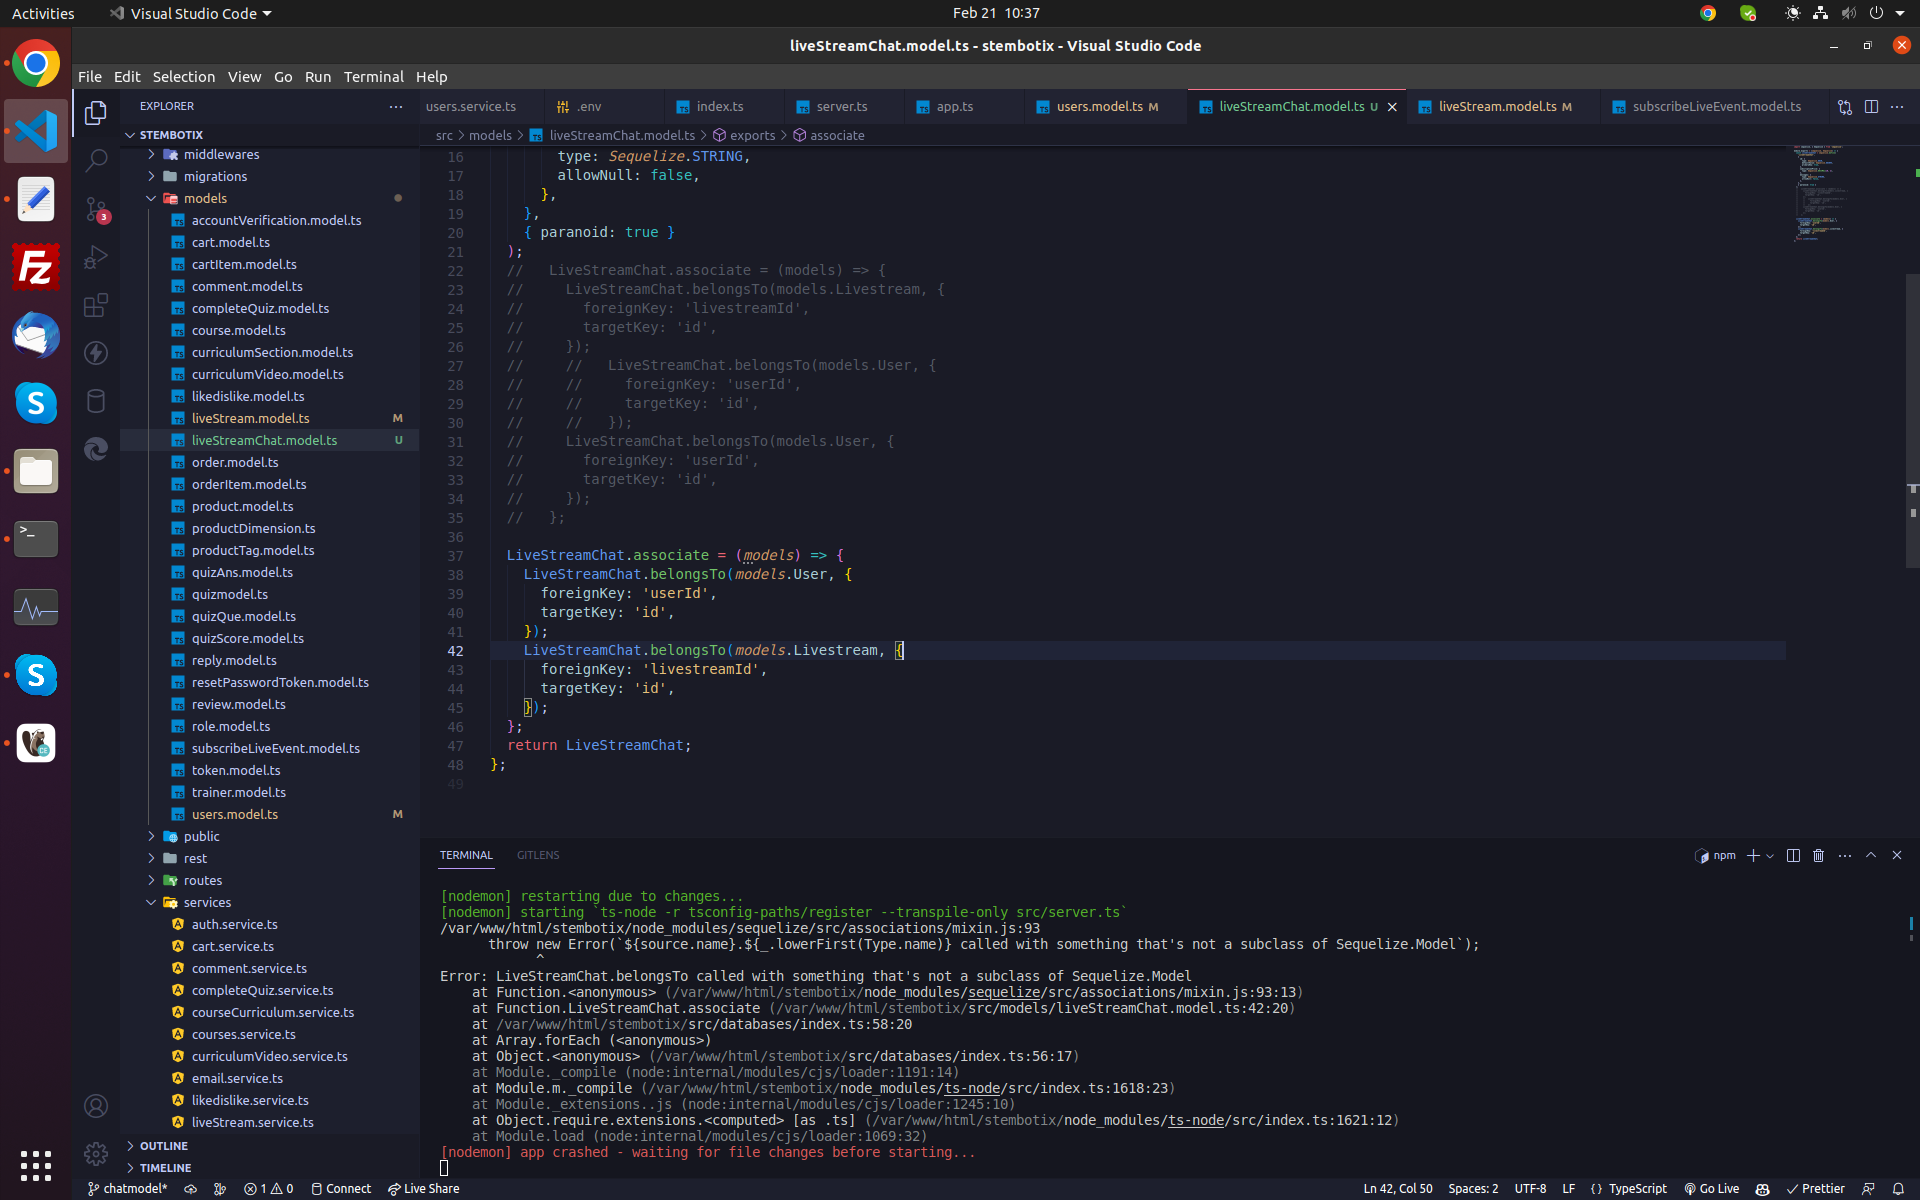 Activities
Visual Studio Code
Feb 21 10:37
liveStreamChat.model.ts - stembotix - Visual Studio Code
File Edit Selection View Go Run Terminal Help
EXPLORER
users.service.ts
.env
index.ts
server.ts
app.ts
users.model.ts M
liveStreamChat.model.ts U
liveStream.model.ts M
subscribeLiveEvent.model.ts
src > models > liveStreamChat.model.ts > exports > associate
STEMBOTIX
middlewares
migrations
models
accountVerification.model.ts
cart.model.ts
cartItem.model.ts
comment.model.ts
completeQuiz.model.ts
course.model.ts
curriculumSection.model.ts
curriculumVideo.model.ts
likedislike.model.ts
liveStream.model.ts M
liveStreamChat.model.ts U
order.model.ts
orderItem.model.ts
product.model.ts
productDimension.ts
productTag.model.ts
quizAns.model.ts
quizmodel.ts
quizQue.model.ts
quizScore.model.ts
reply.model.ts
resetPasswordToken.model.ts
review.model.ts
role.model.ts
subscribeLiveEvent.model.ts
token.model.ts
trainer.model.ts
users.model.ts M
public
rest
routes
services
auth.service.ts
cart.service.ts
comment.service.ts
completeQuiz.service.ts
courseCurriculum.service.ts
courses.service.ts
curriculumVideo.service.ts
email.service.ts
likedislike.service.ts
liveStream.service.ts
OUTLINE
TIMELINE
3
16 type: Sequelize.STRING,
17 allowNull: false,
18 },
19 },
20 { paranoid: true }
21 );
22 //   LiveStreamChat.associate = (models) => {
23 //     LiveStreamChat.belongsTo(models.Livestream, {
24 //       foreignKey: 'livestreamId',
25 //       targetKey: 'id',
26 //     });
27 //     //   LiveStreamChat.belongsTo(models.User, {
28 //     //     foreignKey: 'userId',
29 //     //     targetKey: 'id',
30 //     //   });
31 //     LiveStreamChat.belongsTo(models.User, {
32 //       foreignKey: 'userId',
33 //       targetKey: 'id',
34 //     });
35 //   };
36
37 LiveStreamChat.associate = (models) => {
38 LiveStreamChat.belongsTo(models.User, {
39 foreignKey: 'userId',
40 targetKey: 'id',
41 });
42 LiveStreamChat.belongsTo(models.Livestream, {
43 foreignKey: 'livestreamId',
44 targetKey: 'id',
45 });
46 };
47 return LiveStreamChat;
48 };
49
TERMINAL GITLENS
npm
[nodemon] restarting due to changes...
[nodemon] starting `ts-node -r tsconfig-paths/register --transpile-only src/server.ts`
/var/www/html/stembotix/node_modules/sequelize/src/associations/mixin.js:93
throw new Error(`${source.name}.${_.lowerFirst(Type.name)} called with something that's not a subclass of Sequelize.Model`);
^
Error: LiveStreamChat.belongsTo called with something that's not a subclass of Sequelize.Model
at Function.<anonymous> (/var/www/html/stembotix/node_modules/sequelize/src/associations/mixin.js:93:13)
at Function.LiveStreamChat.associate (/var/www/html/stembotix/src/models/liveStreamChat.model.ts:42:20)
at /var/www/html/stembotix/src/databases/index.ts:58:20
at Array.forEach (<anonymous>)
at Object.<anonymous> (/var/www/html/stembotix/src/databases/index.ts:56:17)
at Module._compile (node:internal/modules/cjs/loader:1191:14)
at Module.m._compile (/var/www/html/stembotix/node_modules/ts-node/src/index.ts:1618:23)
at Module._extensions..js (node:internal/modules/cjs/loader:1245:10)
at Object.require.extensions.<computed> [as .ts] (/var/www/html/stembotix/node_modules/ts-node/src/index.ts:1621:12)
at Module.load (node:internal/modules/cjs/loader:1069:32)
[nodemon] app crashed - waiting for file changes before starting...
chatmodel* 1 0 Connect Live Share
Ln 42, Col 50 Spaces: 2 UTF-8 LF {} TypeScript Go Live Prettier